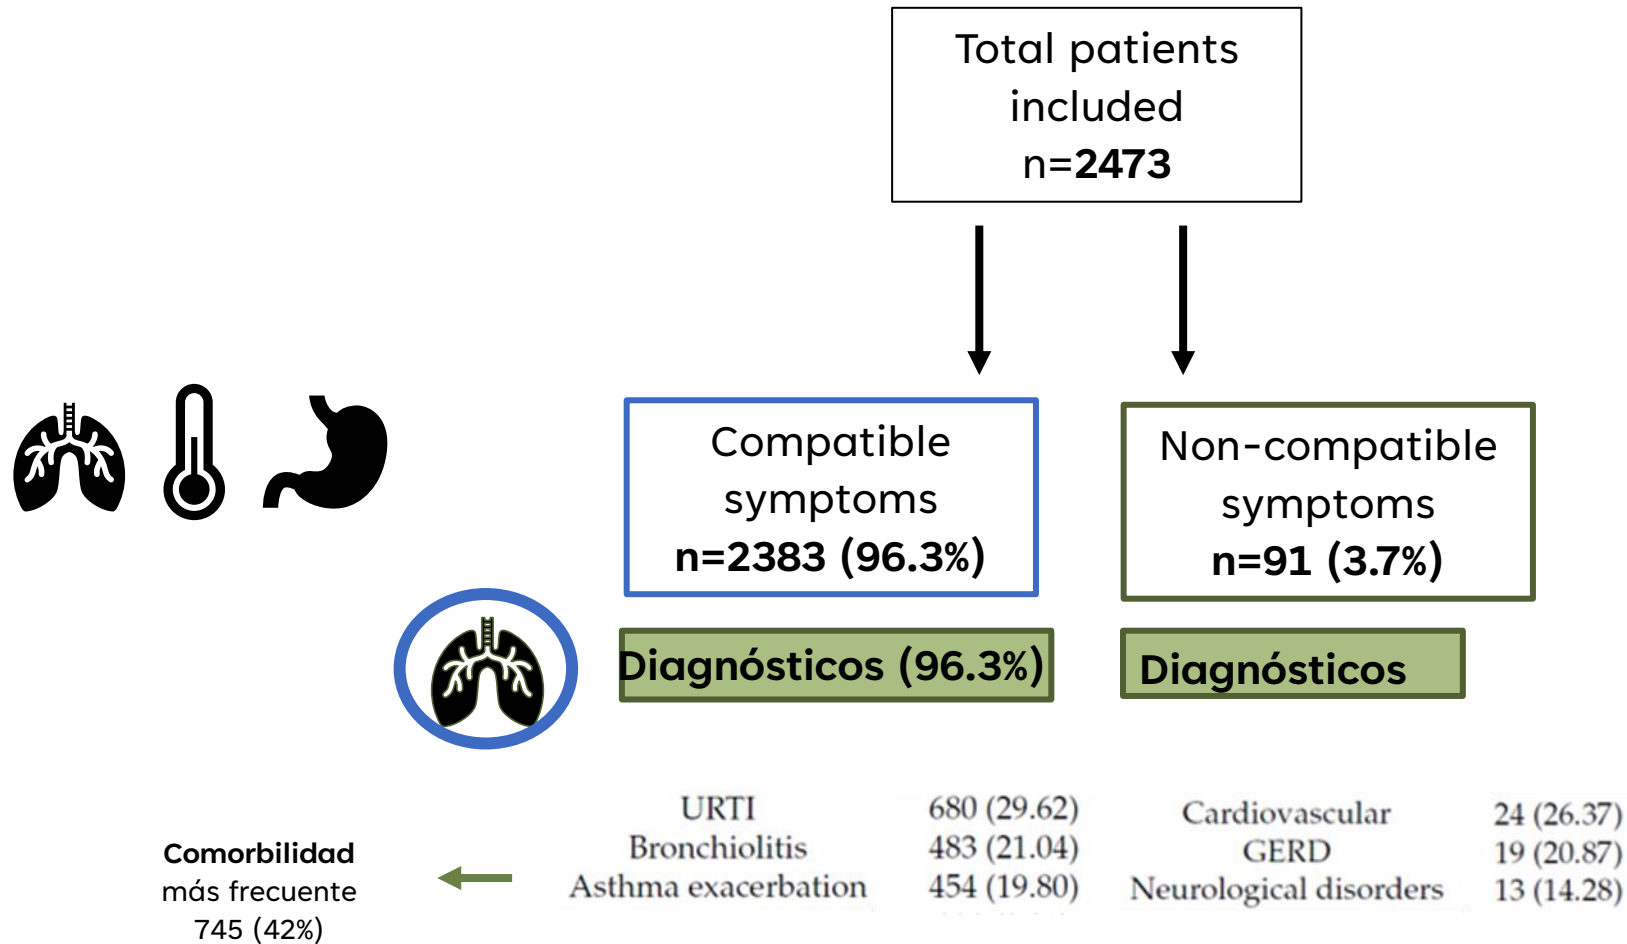 Total patients
included
n=2473
Compatible
symptoms
n=2383 (96.3%)
Non-compatible
symptoms
n=91 (3.7%)
Diagnósticos (96.3%)
Diagnósticos
URTI 680 (29.62)
Bronchiolitis 483 (21.04)
Asthma exacerbation 454 (19.80)
Cardiovascular 24 (26.37)
GERD 19 (20.87)
Neurological disorders 13 (14.28)
Comorbilidad
más frecuente
745 (42%)